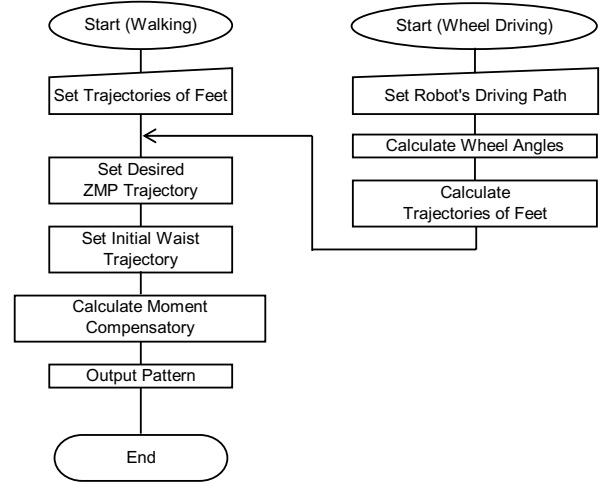 Start (Walking)
Set Trajectories of Feet
Set Desired
ZMP Trajectory
Set Initial Waist
Trajectory
Calculate Moment
Compensatory
Output Pattern
End
Start (Wheel Driving)
Set Robot's Driving Path
Calculate Wheel Angles
Calculate
Trajectories of Feet